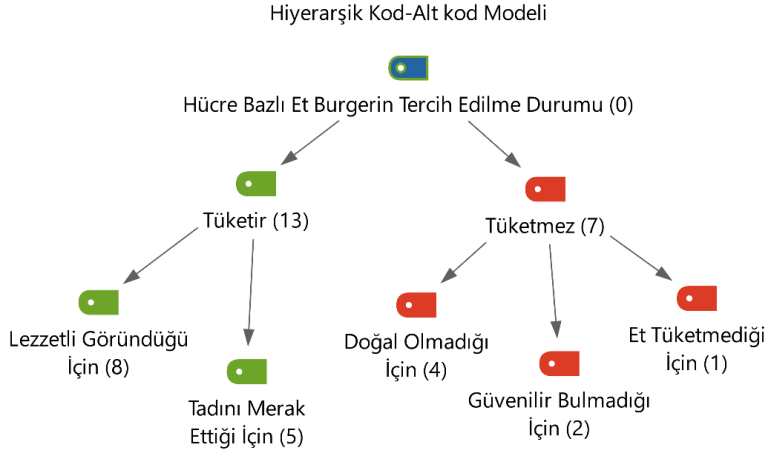 Hiyerarşik Kod-Alt kod Modeli
Hücre Bazlı Et Burgerin Tercih Edilme Durumu (0)
Tüketir (13)
Tüketmez (7)
Lezzetli Göründüğü
İçin (8)
Tadını Merak
Ettiği İçin (5)
Doğal Olmadığı
İçin (4)
Güvenilir Bulmadığı
İçin (2)
Et Tüketmediği
İçin (1)